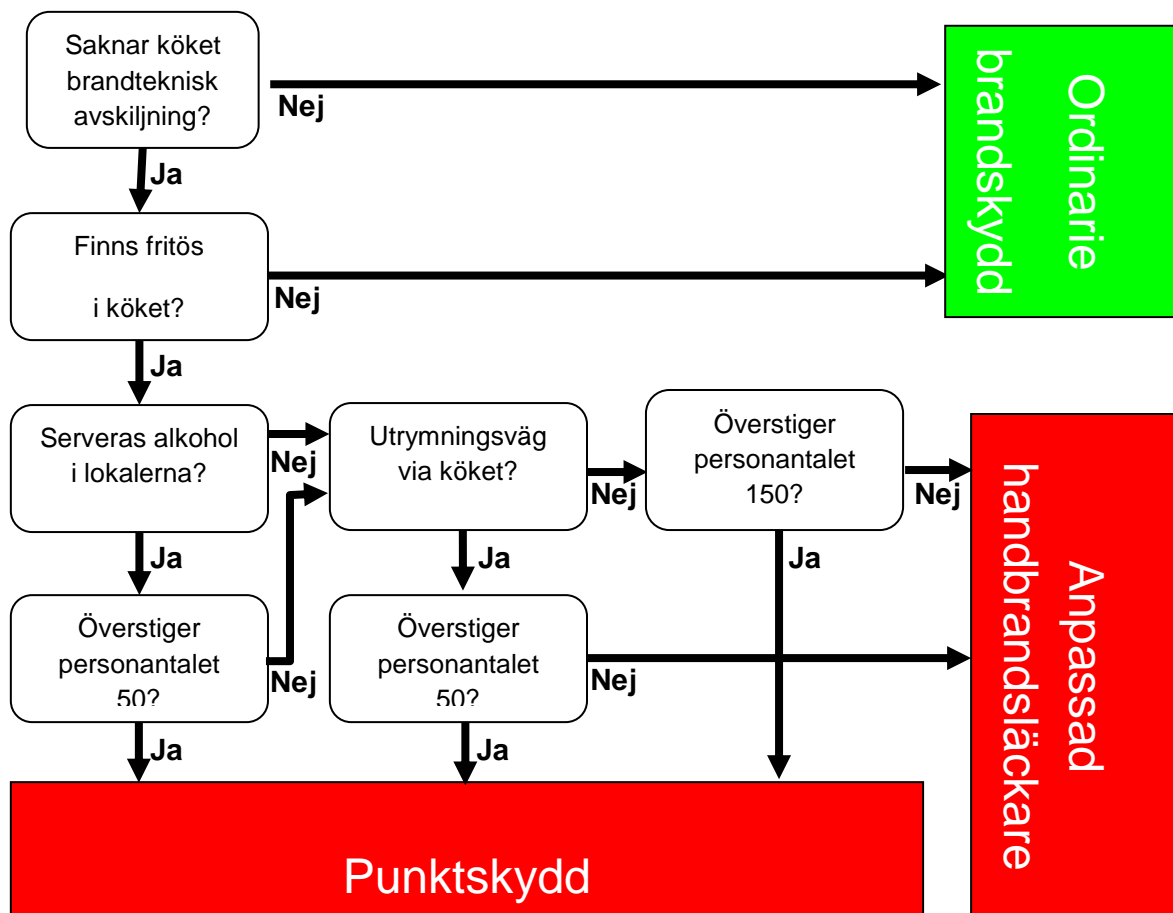 Saknar köket
brandteknisk
avskiljning?
Nej
Ordinarie
brandskydd
Ja
Finns fritös
i köket?
Nej
Ja
Serveras alkohol
i lokalerna?
Nej
Utrymningsväg
via köket?
Nej
Överstiger
personantalet
150?
Nej
Anpassad
handbrandsläckare
Ja
Ja
Ja
Överstiger
personantalet
50?
Nej
Överstiger
personantalet
50?
Nej
Ja
Ja
Punktskydd